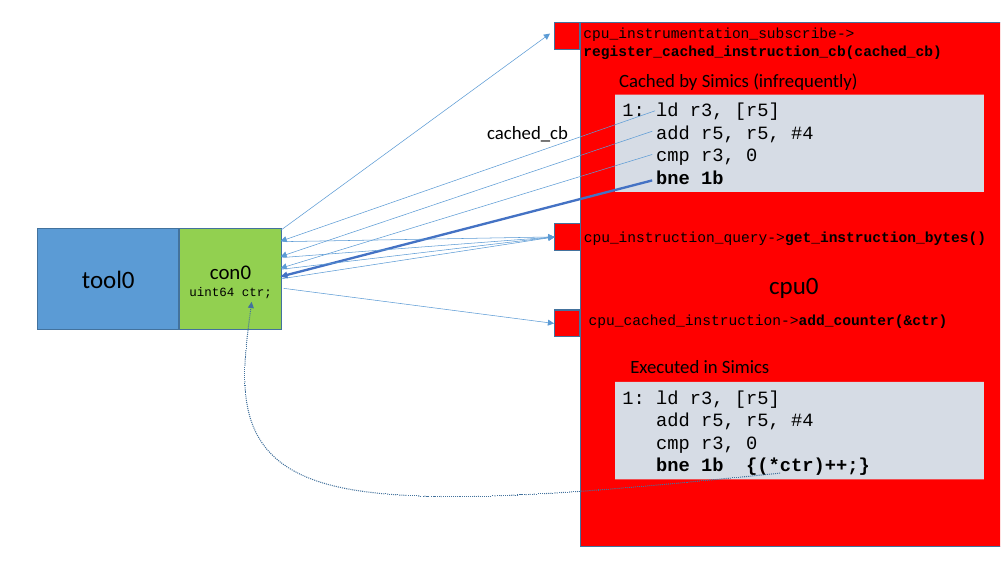 cpu_instrumentation_subscribe->
register_cached_instruction_cb(cached_cb)
Cached by Simics (infrequently)
1: ld r3, [r5]
add r5, r5, #4
cmp r3, 0
bne 1b
cached_cb
cpu_instruction_query->get_instruction_bytes()
tool0
con0
uint64 ctr;
cpu0
cpu_cached_instruction->add_counter(&ctr)
Executed in Simics
1: ld r3, [r5]
add r5, r5, #4
cmp r3, 0
bne 1b {(*ctr)++;}